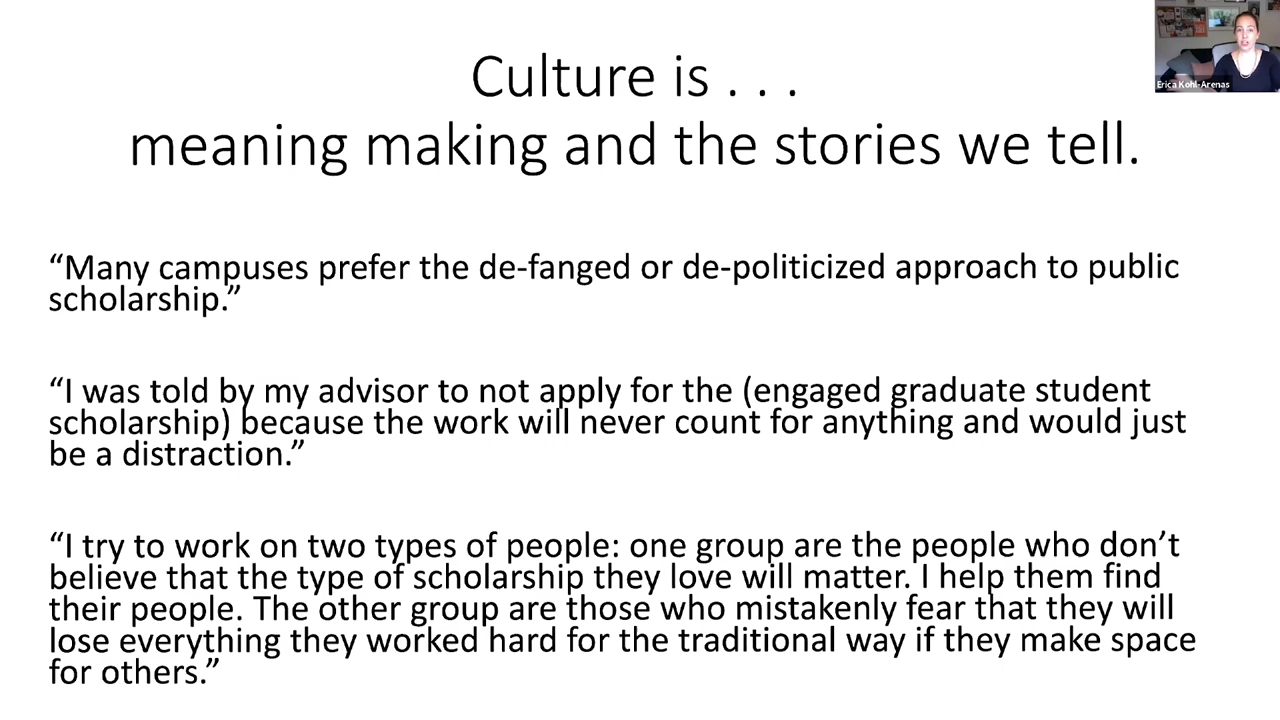 Culture is . . .
meaning making and the stories we tell.
“Many campuses prefer the de-fanged or de-politicized approach to public
scholarship.”
“I was told by my advisor to not apply for the (engaged graduate student
scholarship) because the work will never count for anything and would just
be a distraction.”
“I try to work on two types of people: one group are the people who don’t
believe that the type of scholarship they love will matter. I help them find
their people. The other group are those who mistakenly fear that they will
lose everything they worked hard for the traditional way if they make space
for others.”
Erica Kohl-Arenas